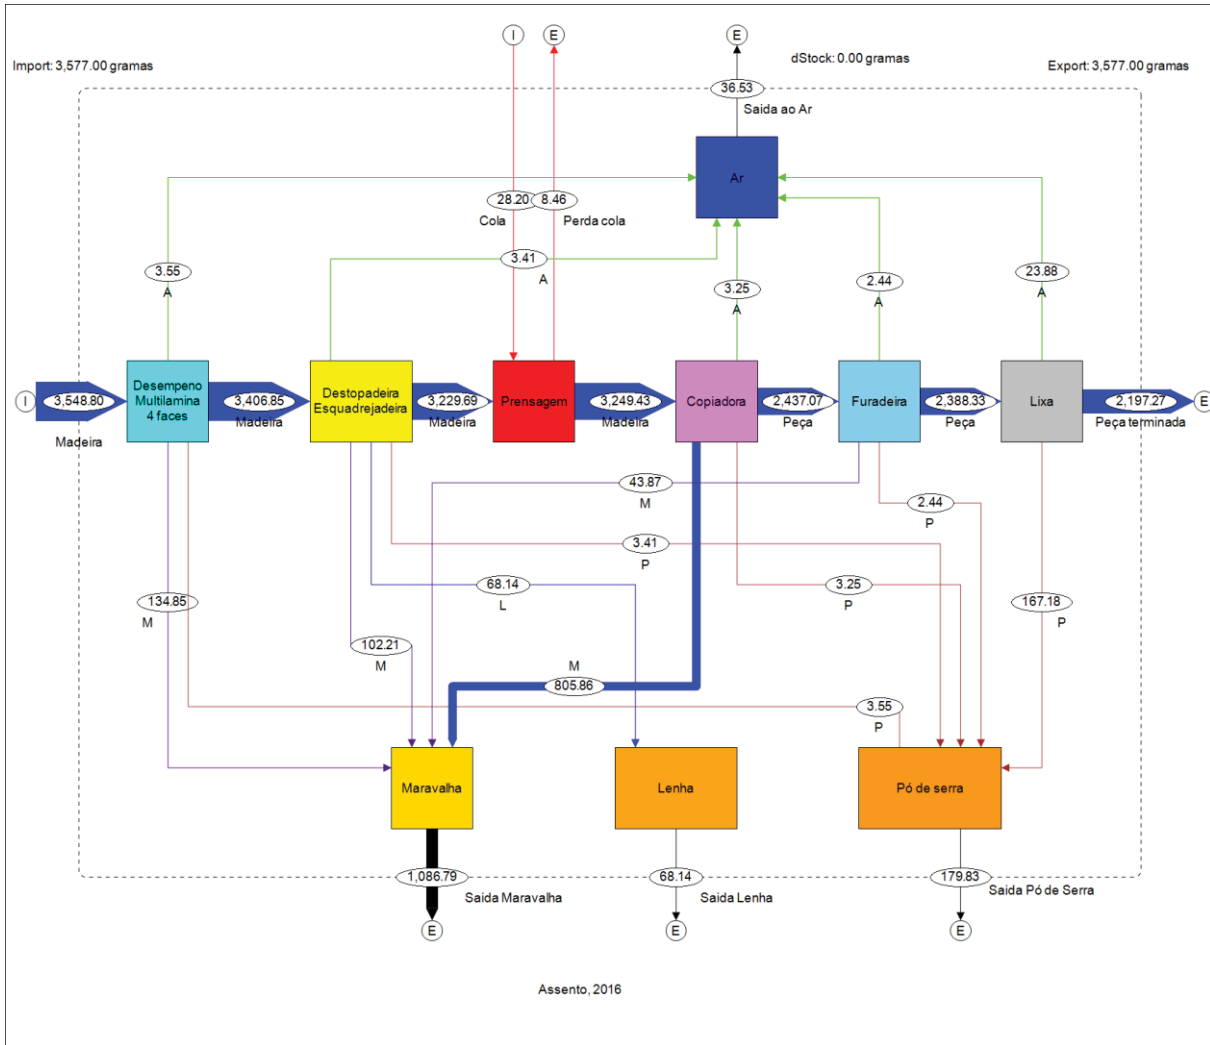 I
E
E
Import: 3,577.00 gramas
dStock: 0.00 gramas
Export: 3,577.00 gramas
36.53
Saida ao Ar
Ar
28.20
8.46
Cola
Perda cola
3.41
A
3.55
A
3.25
A
2.44
A
23.88
A
I
3,548.80
Madeira
Desempeno
Multilamina
4 faces
3,406.85
Madeira
Destopadeira
Esquadrejadeira
3,229.69
Madeira
Prensagem
3,249.43
Madeira
Copiadora
2,437.07
Peça
Furadeira
2,388.33
Peça
Lixa
2,197.27
Peça terminada
E
43.87
M
2.44
P
3.41
P
68.14
L
3.25
P
134.85
M
167.18
P
102.21
M
M
805.86
3.55
P
Maravalha
Lenha
Pó de serra
1,086.79
Saida Maravalha
68.14
Saida Lenha
179.83
Saida Pó de Serra
E
E
E
Assento, 2016